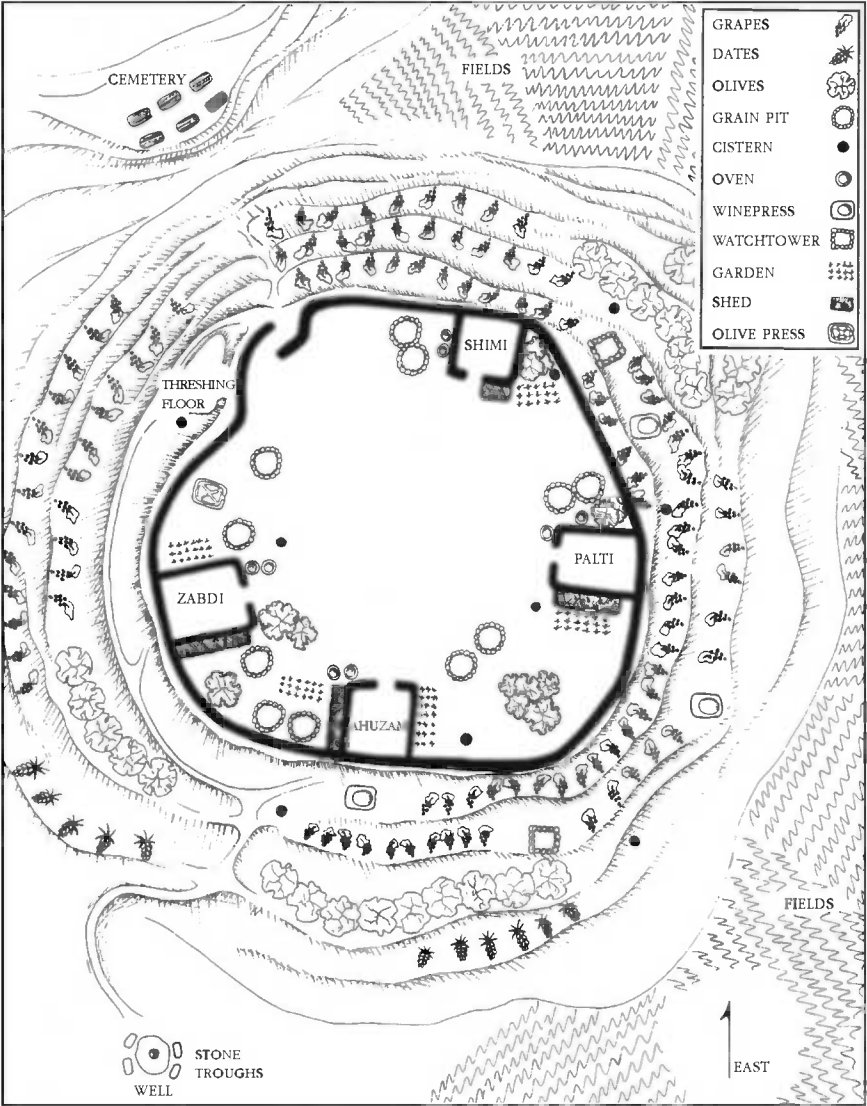 GRAPES
DATES
OLIVES
GRAIN PIT
CISTERN
OVEN
WINEPRESS
WATCHTOWER
GARDEN
SHED
OLIVE PRESS
CEMETERY
FIELDS
SHIMI
THRESHING
FLOOR
PALTI
ZABDI
AHUZAM
FIELDS
EAST
STONE
TROUGHS
WELL